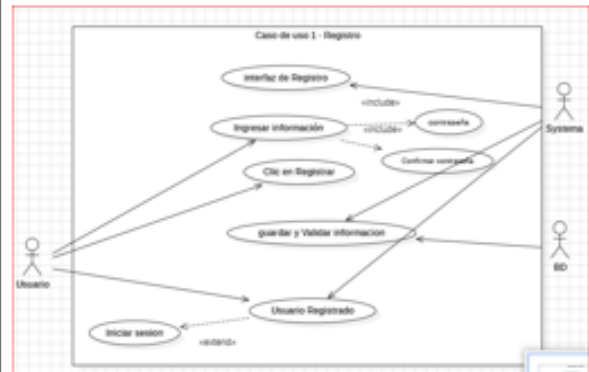 Caso de uso 1 - Registro
interfaz de Registro
«include»
contraseña
Ingresar información
«include»
Confirmar contraseña
Systema
Clic en Registrar
guardar y Validar informacion
BD
Usuario
Usuario Registrado
Iniciar sesion
«extend»